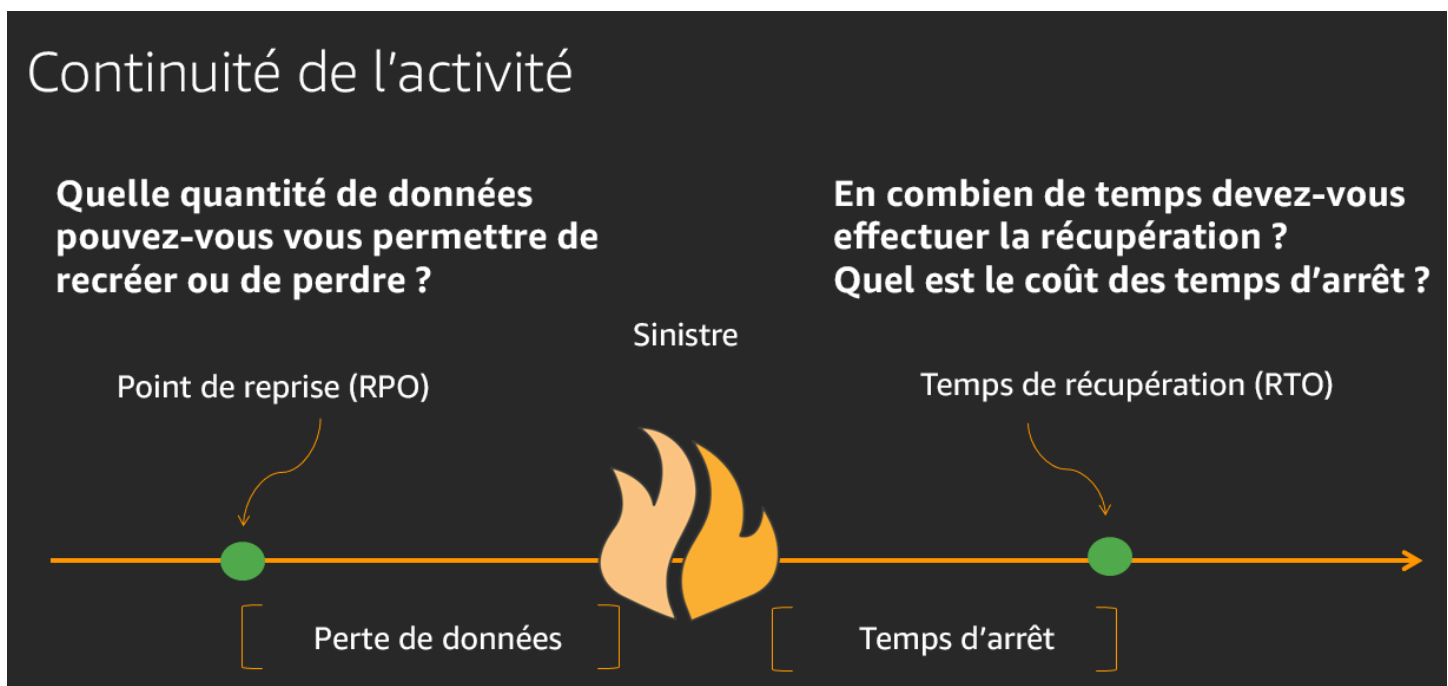 Continuité de l’activité
Quelle quantité de données
pouvez-vous vous permettre de
recréer ou de perdre ?
En combien de temps devez-vous
effectuer la récupération ?
Quel est le coût des temps d’arrêt ?
Sinistre
Point de reprise (RPO)
Temps de récupération (RTO)
Perte de données
Temps d’arrêt